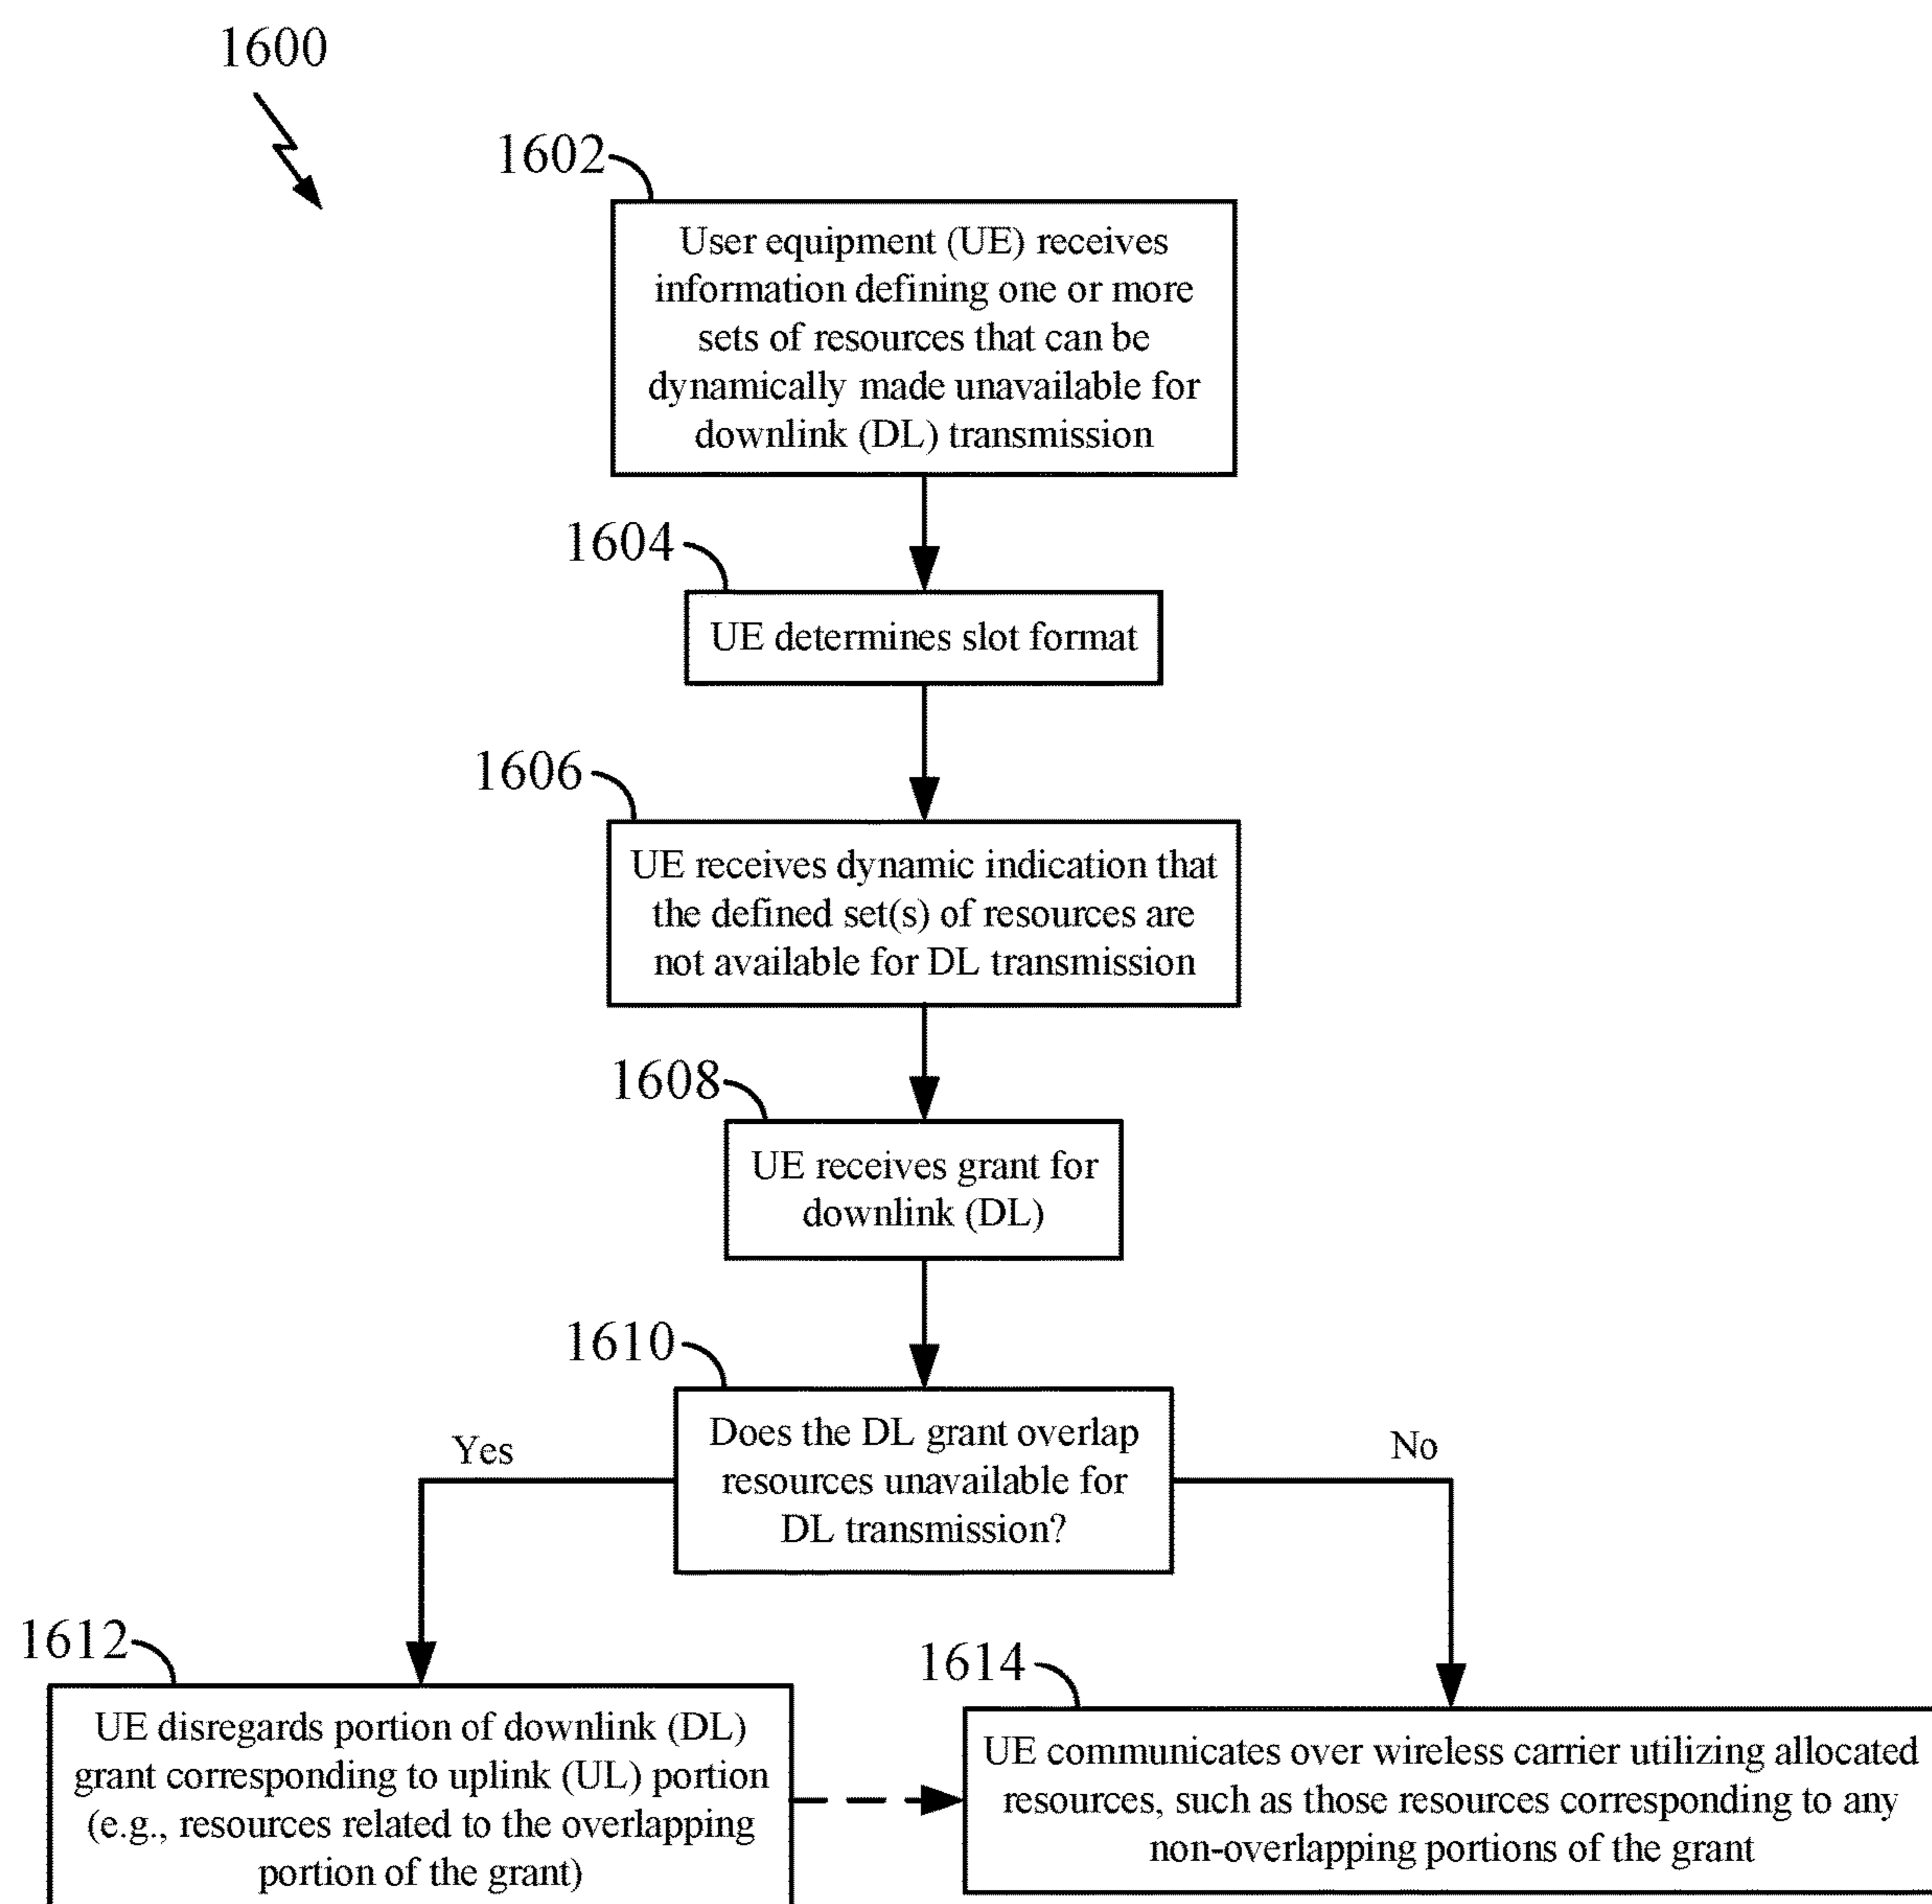 1600
1602
User equipment (UE) receives
information defining one or more
sets of resources that can be
dynamically made unavailable for
downlink (DL) transmission
1604
UE determines slot format
1606
UE receives dynamic indication that
the defined set(s) of resources are
not available for DL transmission
1608
UE receives grant for
downlink (DL)
1610
Does the DL grant overlap
resources unavailable for
DL transmission?
Yes
No
1612
UE disregards portion of downlink (DL)
grant corresponding to uplink (UL) portion
(e.g., resources related to the overlapping
portion of the grant)
1614
UE communicates over wireless carrier utilizing allocated
resources, such as those resources corresponding to any
non-overlapping portions of the grant